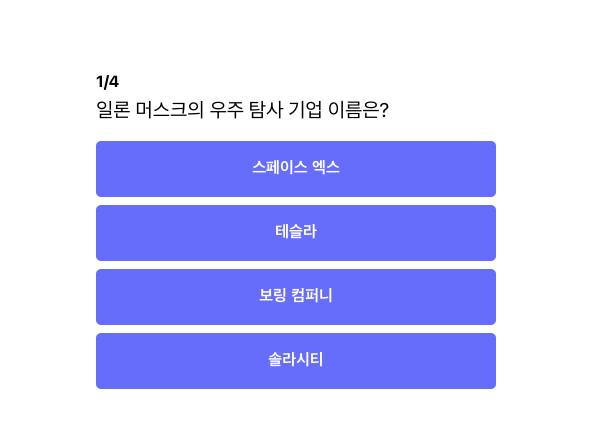 1/4
일론 머스크의 우주 탐사 기업 이름은?
스페이스 엑스
테슬라
보링 컴퍼니
솔라시티